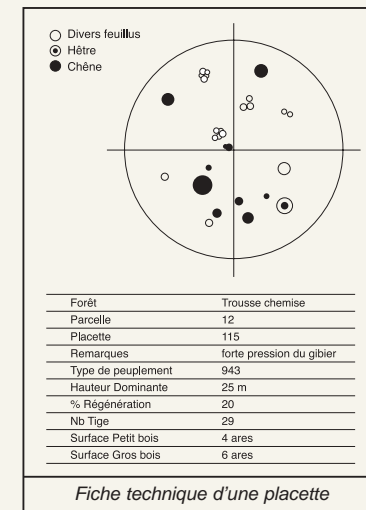 Divers feuillus
Hêtre
Chêne
Forêt Trousse chemise
Parcelle 12
Placette 115
Remarques forte pression du gibier
Type de peuplement 943
Hauteur Dominante 25 m
% Régénération 20
Nb Tige 29
Surface Petit bois 4 ares
Surface Gros bois 6 ares
Fiche technique d'une placette